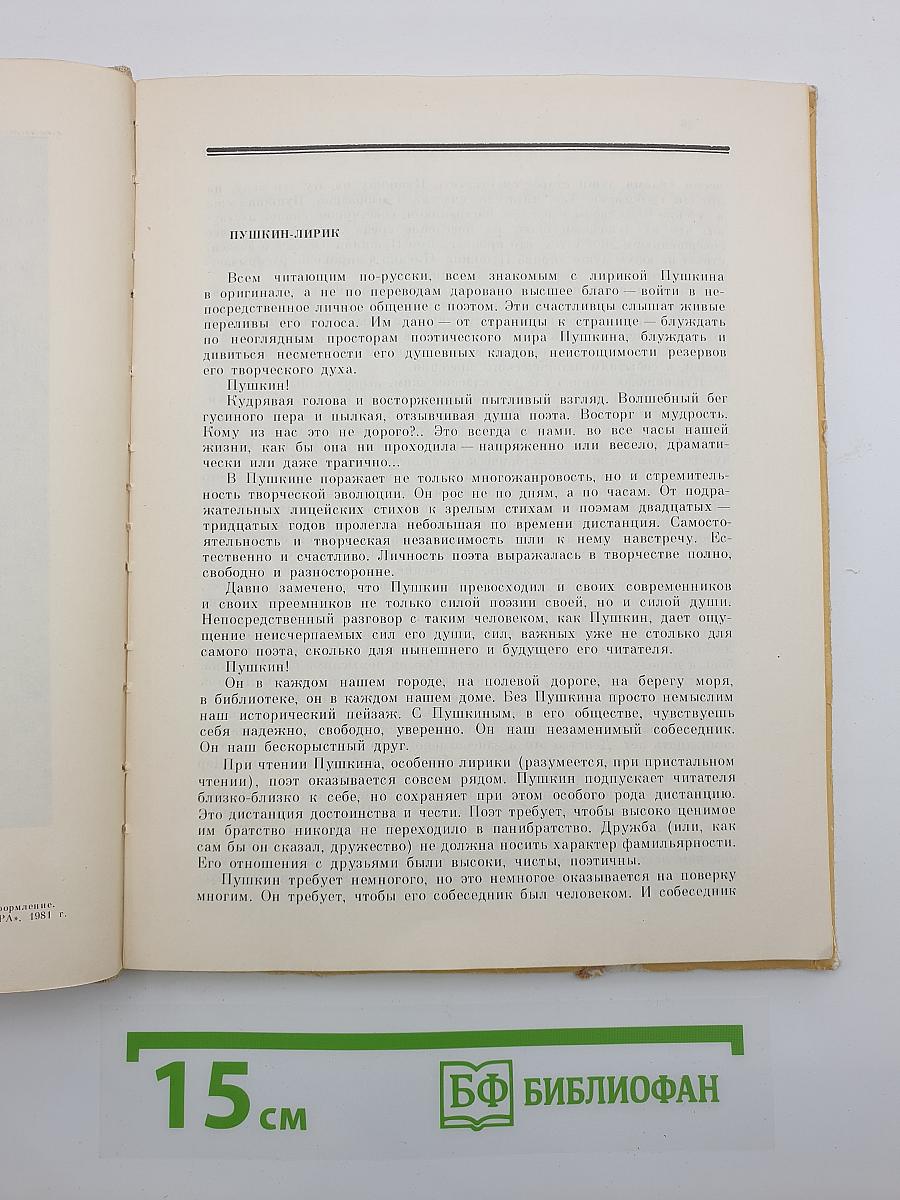 ПУШКИН-ЛИРИК
Всем читающим по-русски, всем знакомым с лирикой Пушкина
в оригинале, а не по переводам даровано высшее благо — войти в не-
посредственное личное общение с поэтом. Эти счастливцы слышат живые
переливы его голоса. Им дано — от страницы к странице — блуждать
по неоглядным просторам поэтического мира Пушкина, блуждать и
дивиться несметности его душевных кладов, неистощимости резервов
его творческого духа.
Пушкин!
Кудрявая голова и восторженный пытливый взгляд. Волшебный бег
гусиного пера и пылкая, отзывчивая душа поэта. Восторг и мудрость.
Кому из нас это не дорого?.. Это всегда с нами, во все часы нашей
жизни, как бы она ни проходила — напряженно или весело, драмати-
чески или даже трагично...
В Пушкине поражает не только многожанровость, но и стремитель-
ность творческой эволюции. Он рос не по дням, а по часам. От подра-
жательных лицейских стихов к зрелым стихам и поэмам двадцатых —
тридцатых годов пролегла небольшая по времени дистанция. Самосто-
ятельность и творческая независимость шли к нему навстречу. Ес-
тественно и счастливо. Личность поэта выражалась в творчестве полно,
свободно и разносторонне.
Давно замечено, что Пушкин превосходил и своих современников
и своих преемников не только силой поэзии своей, но и силой души.
Непосредственный разговор с таким человеком, как Пушкин, дает ощу-
щение неисчерпаемых сил его души, сил, важных уже не столько для
самого поэта, сколько для нынешнего и будущего его читателя.
Пушкин!
Он в каждом нашем городе, на полевой дороге, на берегу моря,
в библиотеке, он в каждом нашем доме. Без Пушкина просто немыслим
наш исторический пейзаж. С Пушкиным, в его обществе, чувствуешь
себя надежно, свободно, уверенно. Он наш незаменимый собеседник.
Он наш бескорыстный друг.
При чтении Пушкина, особенно лирики (разумеется, при пристальном
чтении), поэт оказывается совсем рядом. Пушкин подпускает читателя
близко-близко к себе, но сохраняет при этом особого рода дистанцию.
Это дистанция достоинства и чести. Поэт требует, чтобы высоко ценимое
им братство никогда не переходило в панибратство. Дружба (или, как
сам бы он сказал, дружество) не должна носить характер фамильярности.
Его отношения с друзьями были высоки, чисты, поэтичны.
Пушкин требует немногого, но это немногое оказывается на поверку
многим. Он требует, чтобы его собеседник был человеком. И собеседник
ормление.
РА», 1981 г.
15 см
БФ БИБЛИОФАН